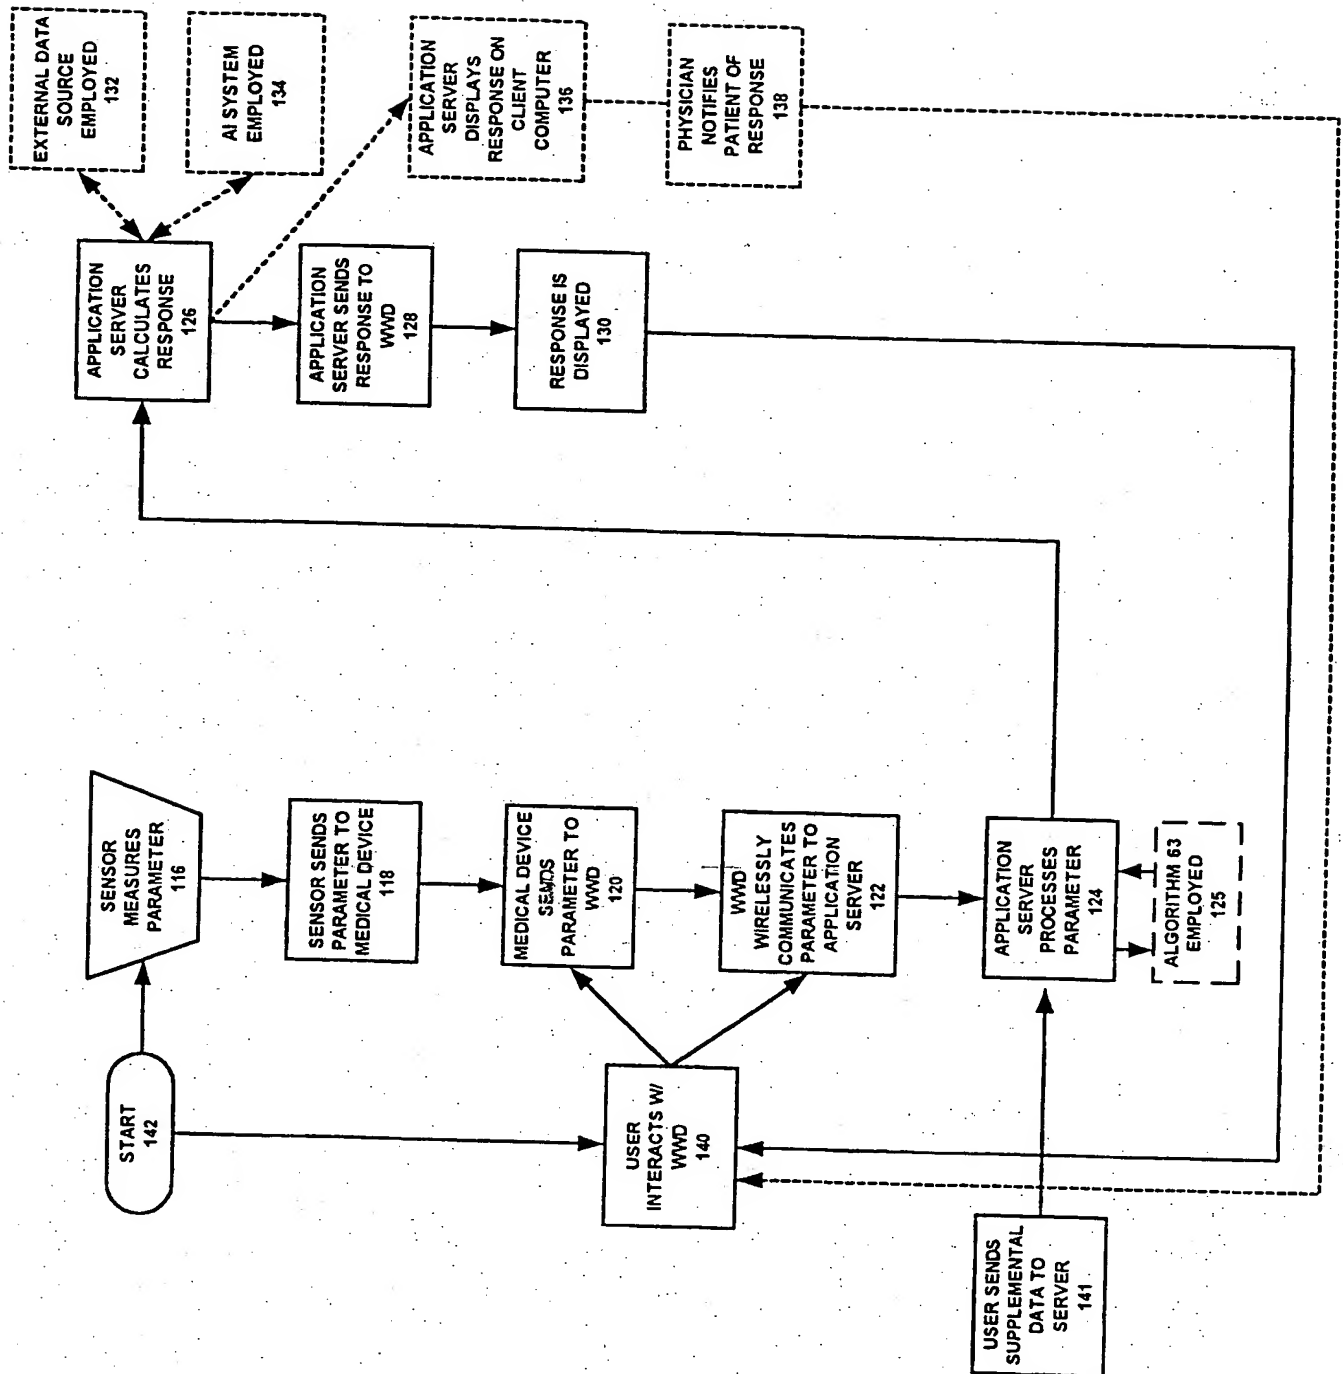 START
142
SENSOR
MEASURES
PARAMETER
116
SENSOR SENDS
PARAMETER TO
MEDICAL DEVICE
118
MEDICAL DEVICE
SENDS
PARAMETER TO
WWD
120
WWD
WIRELESSLY
COMMUNICATES
PARAMETER TO
APPLICATION
SERVER
122
USER
INTERACTS W/
WWD
140
USER SENDS
SUPPLEMENTAL
DATA TO
SERVER
141
APPLICATION
SERVER
PROCESSES
PARAMETER
124
ALGORITHM 63
EMPLOYED
125
APPLICATION
SERVER
CALCULATES
RESPONSE
126
APPLICATION
SERVER SENDS
RESPONSE TO
WWD
128
RESPONSE IS
DISPLAYED
130
EXTERNAL DATA
SOURCE
EMPLOYED
132
AI SYSTEM
EMPLOYED
134
APPLICATION
SERVER
DISPLAYS
RESPONSE ON
CLIENT
COMPUTER
136
PHYSICIAN
NOTIFIES
PATIENT OF
RESPONSE
138